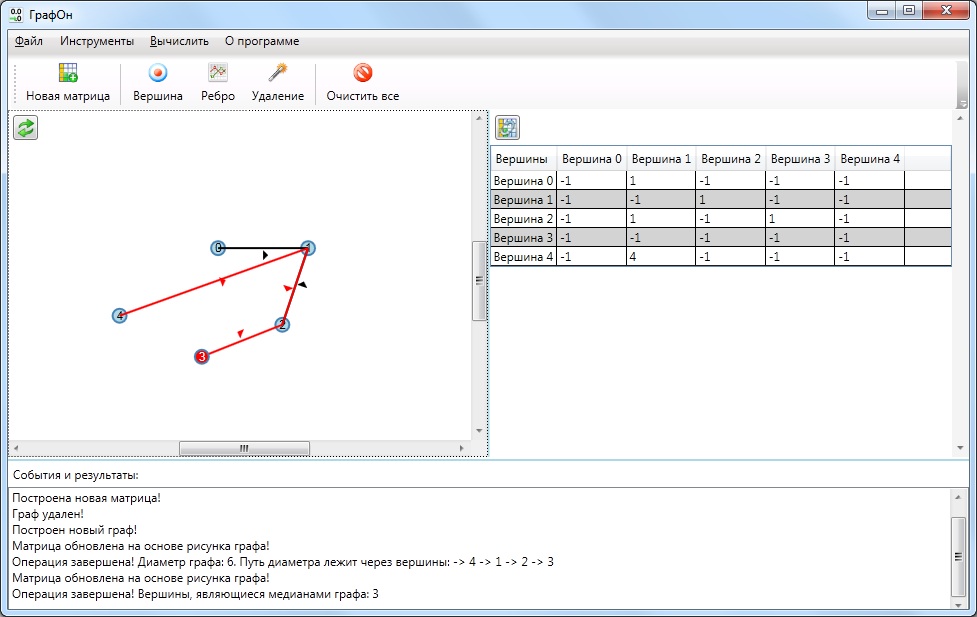 ГрафОн
Файл Инструменты Вычислить О программе
Новая матрица Вершина Ребро Удаление Очистить все
0 1
4
2
3
Вершины Вершина 0 Вершина 1 Вершина 2 Вершина 3 Вершина 4
Вершина 0 -1 1 -1 -1 -1
Вершина 1 -1 -1 1 -1 -1
Вершина 2 -1 1 -1 1 -1
Вершина 3 -1 -1 -1 -1 -1
Вершина 4 -1 4 -1 -1 -1
События и результаты:
Построена новая матрица!
Граф удален!
Построен новый граф!
Матрица обновлена на основе рисунка графа!
Операция завершена! Диаметр графа: 6. Путь диаметра лежит через вершины: -> 4 -> 1 -> 2 -> 3
Матрица обновлена на основе рисунка графа!
Операция завершена! Вершины, являющиеся медианами графа: 3